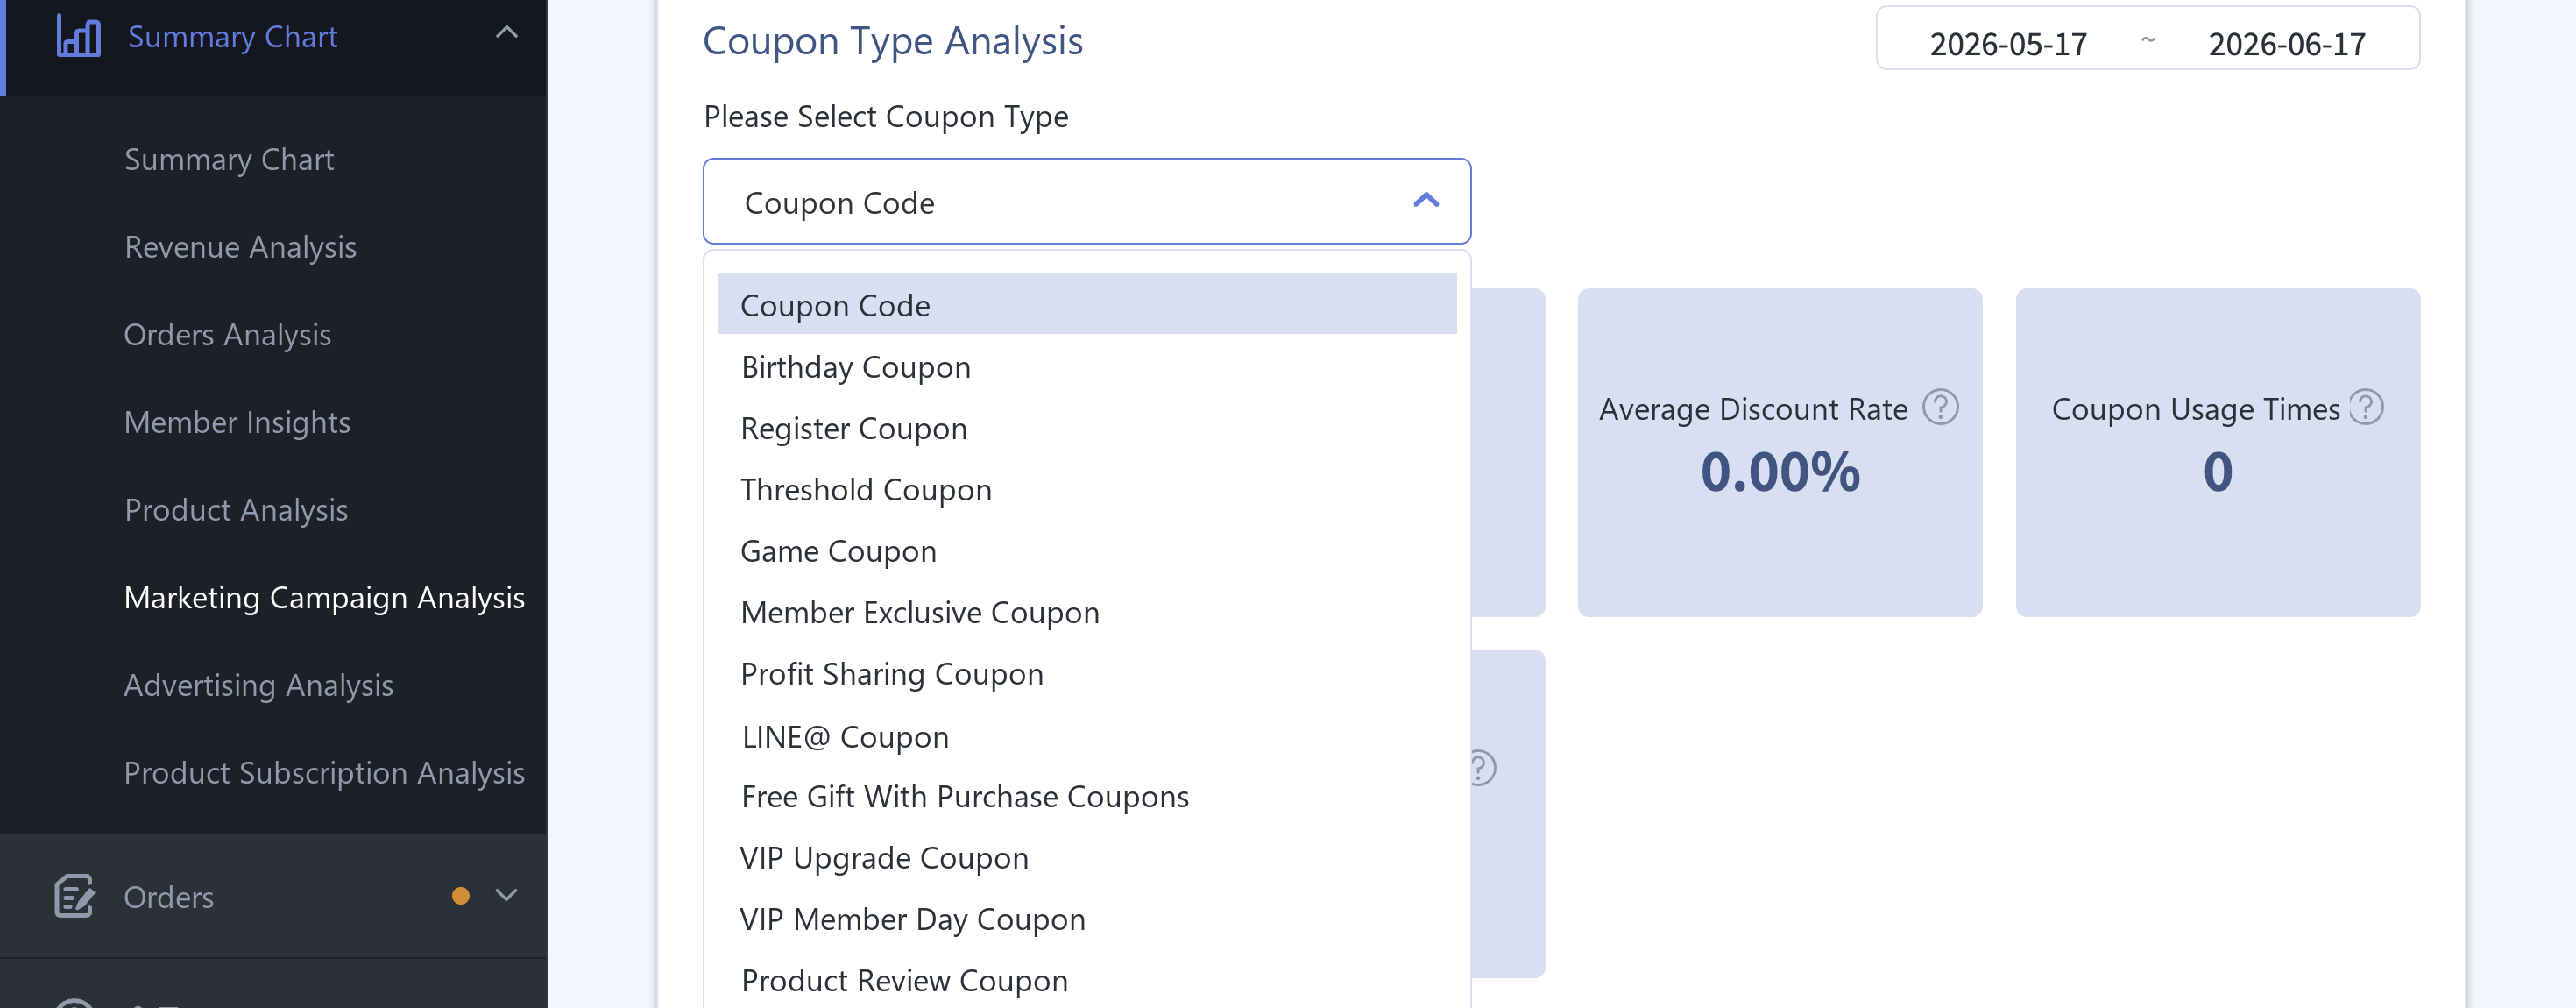 Summary Chart
Summary Chart
Revenue Analysis
Orders Analysis
Member Insights
Product Analysis
Marketing Campaign Analysis
Advertising Analysis
Product Subscription Analysis
Orders
Coupon Type Analysis
2026-05-17 ~ 2026-06-17
Please Select Coupon Type
Coupon Code
Coupon Code
Birthday Coupon
Register Coupon
Threshold Coupon
Game Coupon
Member Exclusive Coupon
Profit Sharing Coupon
LINE@ Coupon
Free Gift With Purchase Coupons
VIP Upgrade Coupon
VIP Member Day Coupon
Product Review Coupon
Average Discount Rate ?
0.00%
Coupon Usage Times ?
0
?